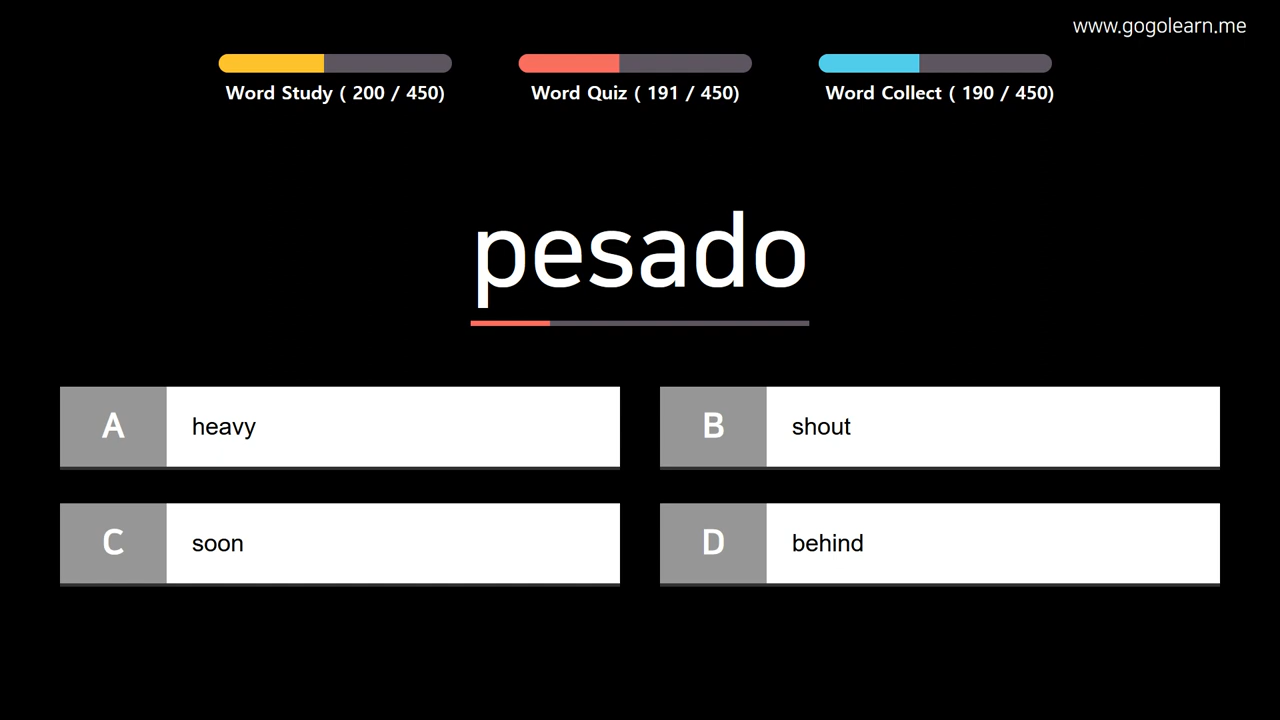 www.gogolearn.me
Word Study ( 200 / 450)
Word Quiz ( 191 / 450)
Word Collect ( 190 / 450)
pesado
A heavy
B shout
C soon
D behind